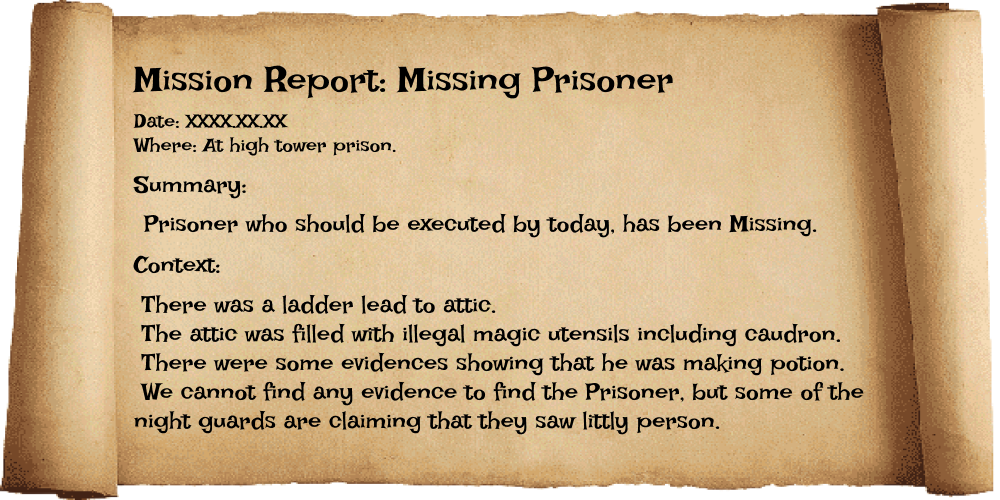 Mission Report: Missing Prisoner
Date: XXXX.XX.XX
Where: At high tower prison.
Summary:
Prisoner who should be executed by today, has been Missing.
Context:
There was a ladder lead to attic.
The attic was filled with illegal magic utensils including caudron.
There were some evidences showing that he was making potion.
We cannot find any evidence to find the Prisoner, but some of the
night guards are claiming that they saw littly person.